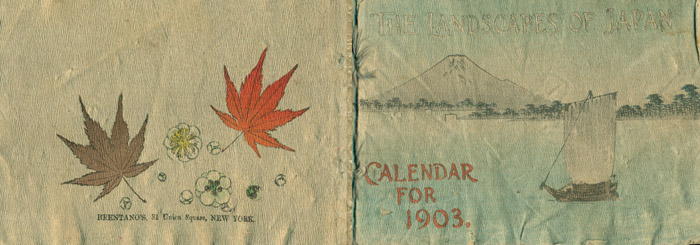 BRENTANO'S, 31 Union Square, NEW YORK.
THE LANDSCAPES OF JAPAN
CALENDAR
FOR
1903.